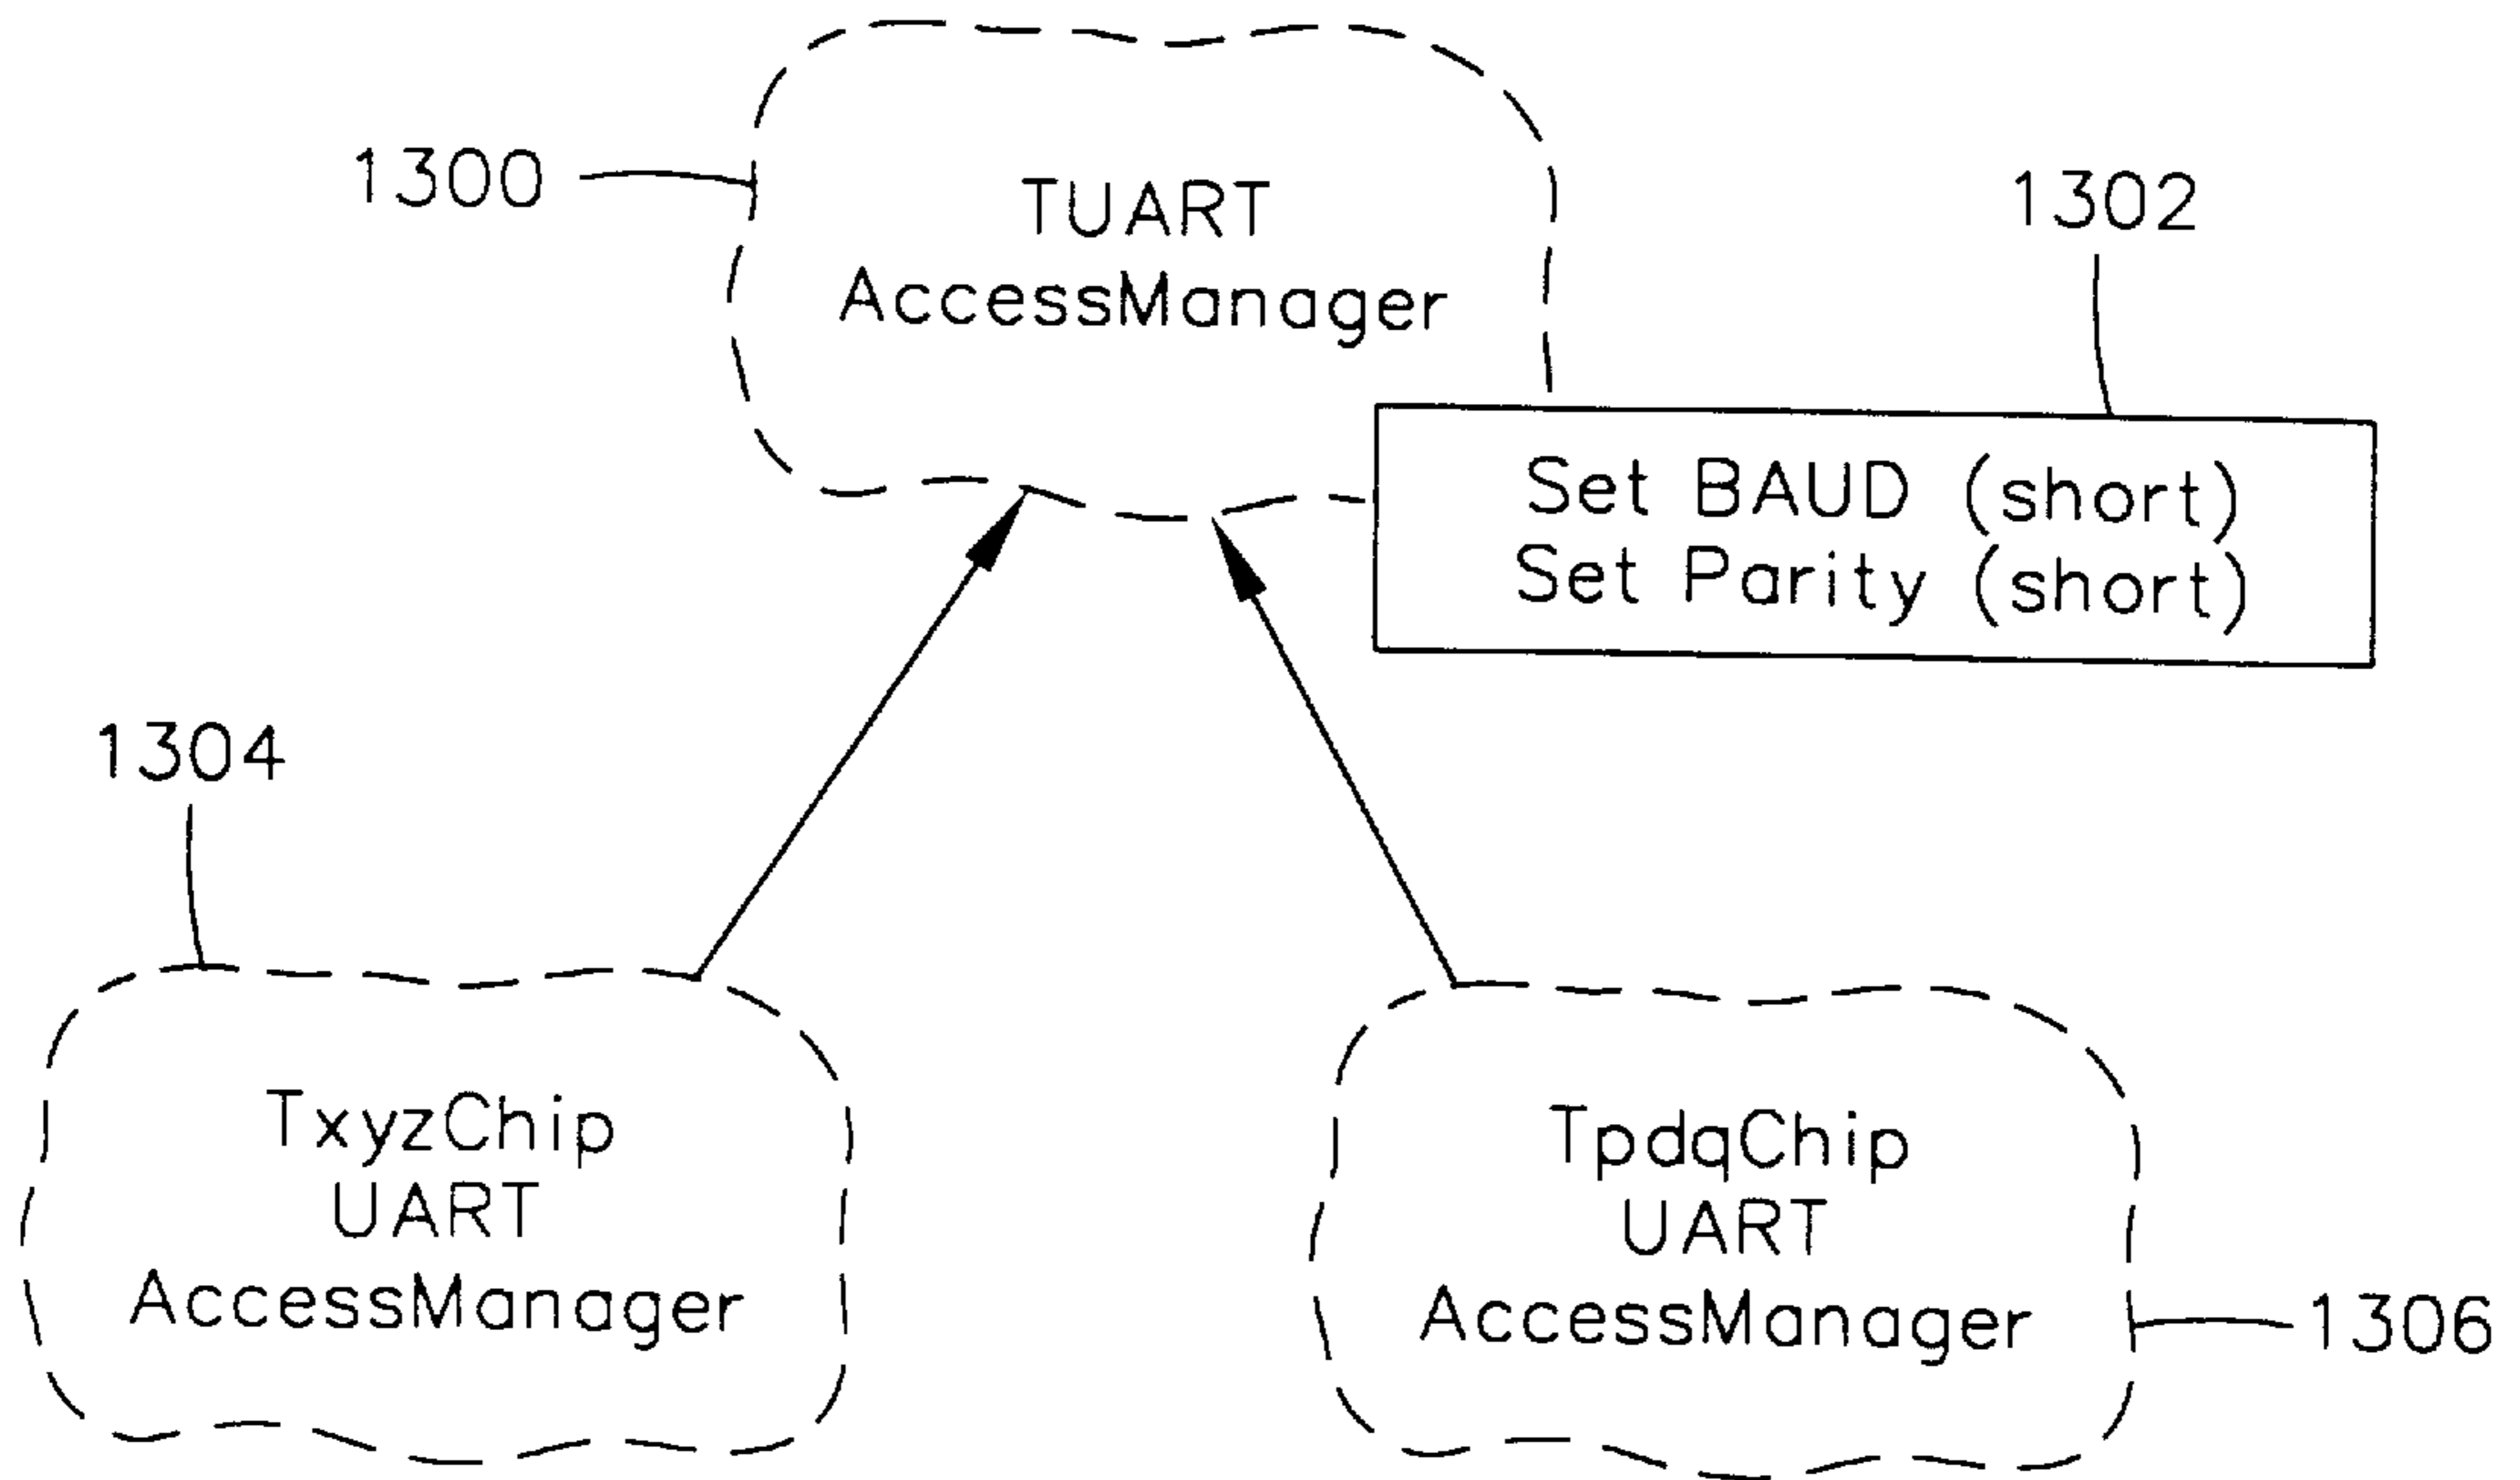 1300
TUART
AccessManager
1302
Set BAUD (short)
Set Parity (short)
1304
TxyzChip
UART
AccessManager
TpdqChip
UART
AccessManager
1306